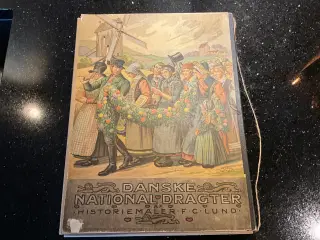 DANSKE
NATIONAL-DRAGTER
HISTORIEMALER F.C. LUND